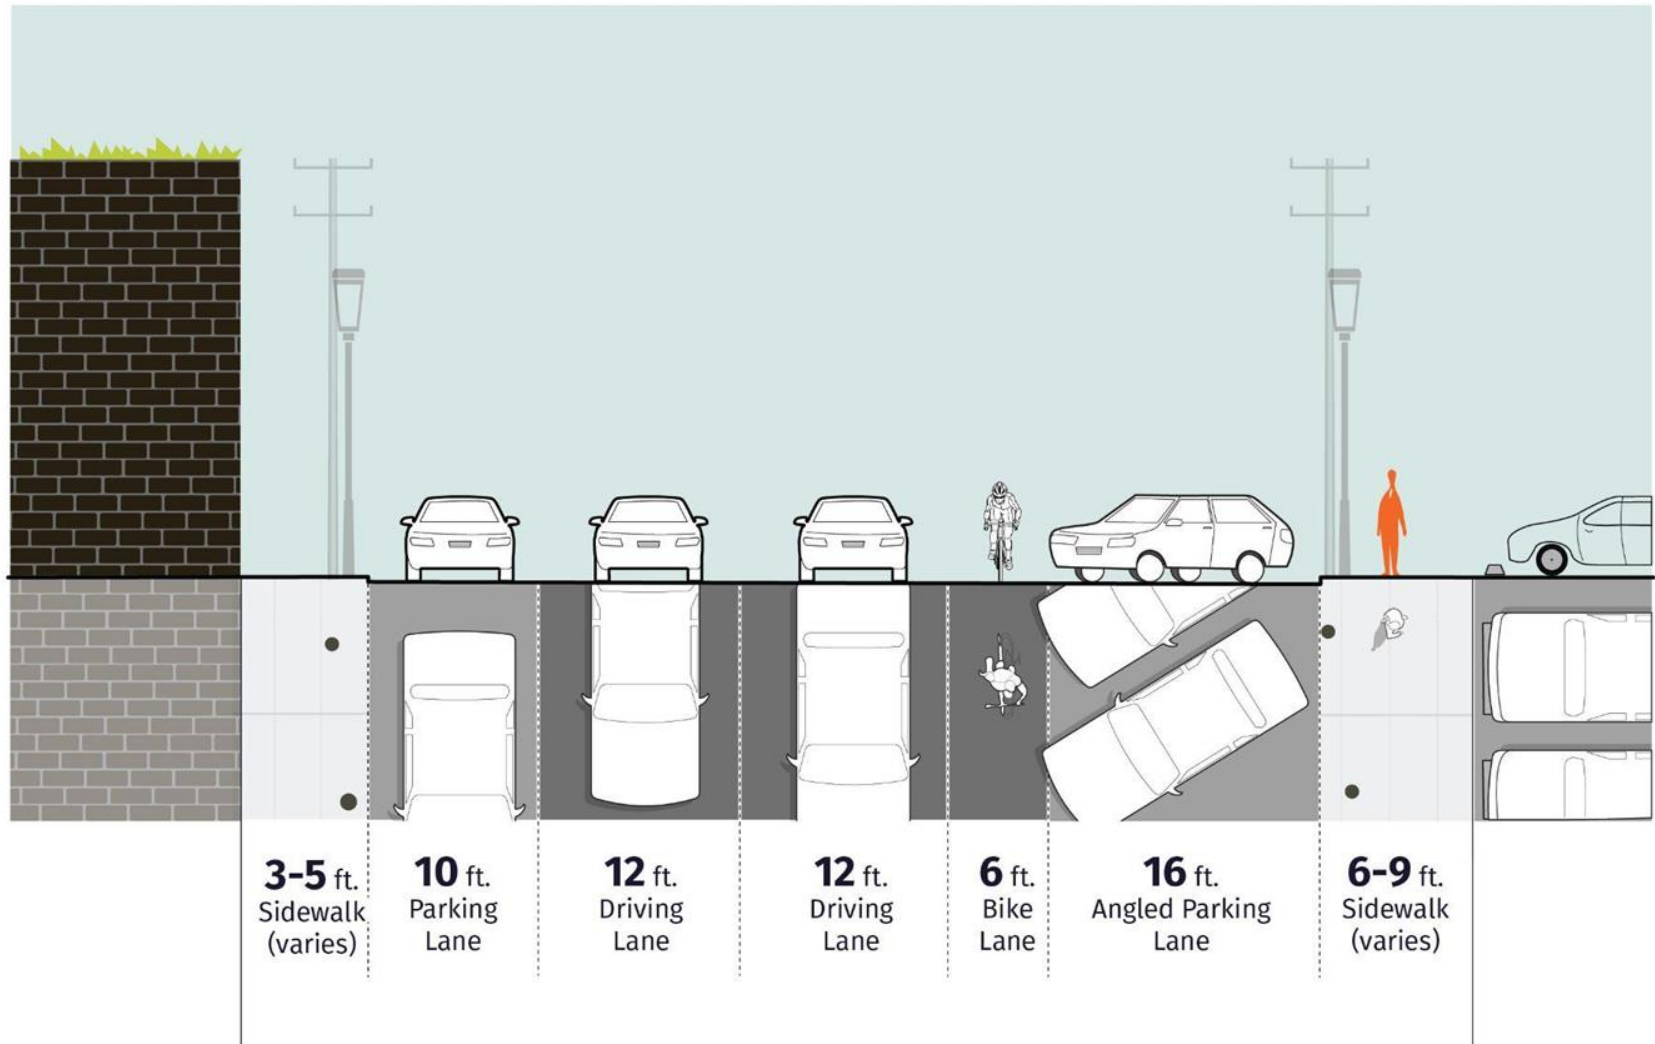 3-5 ft.
Sidewalk
(varies)
10 ft.
Parking
Lane
12 ft.
Driving
Lane
12 ft.
Driving
Lane
6 ft.
Bike
Lane
16 ft.
Angled Parking
Lane
6-9 ft.
Sidewalk
(varies)